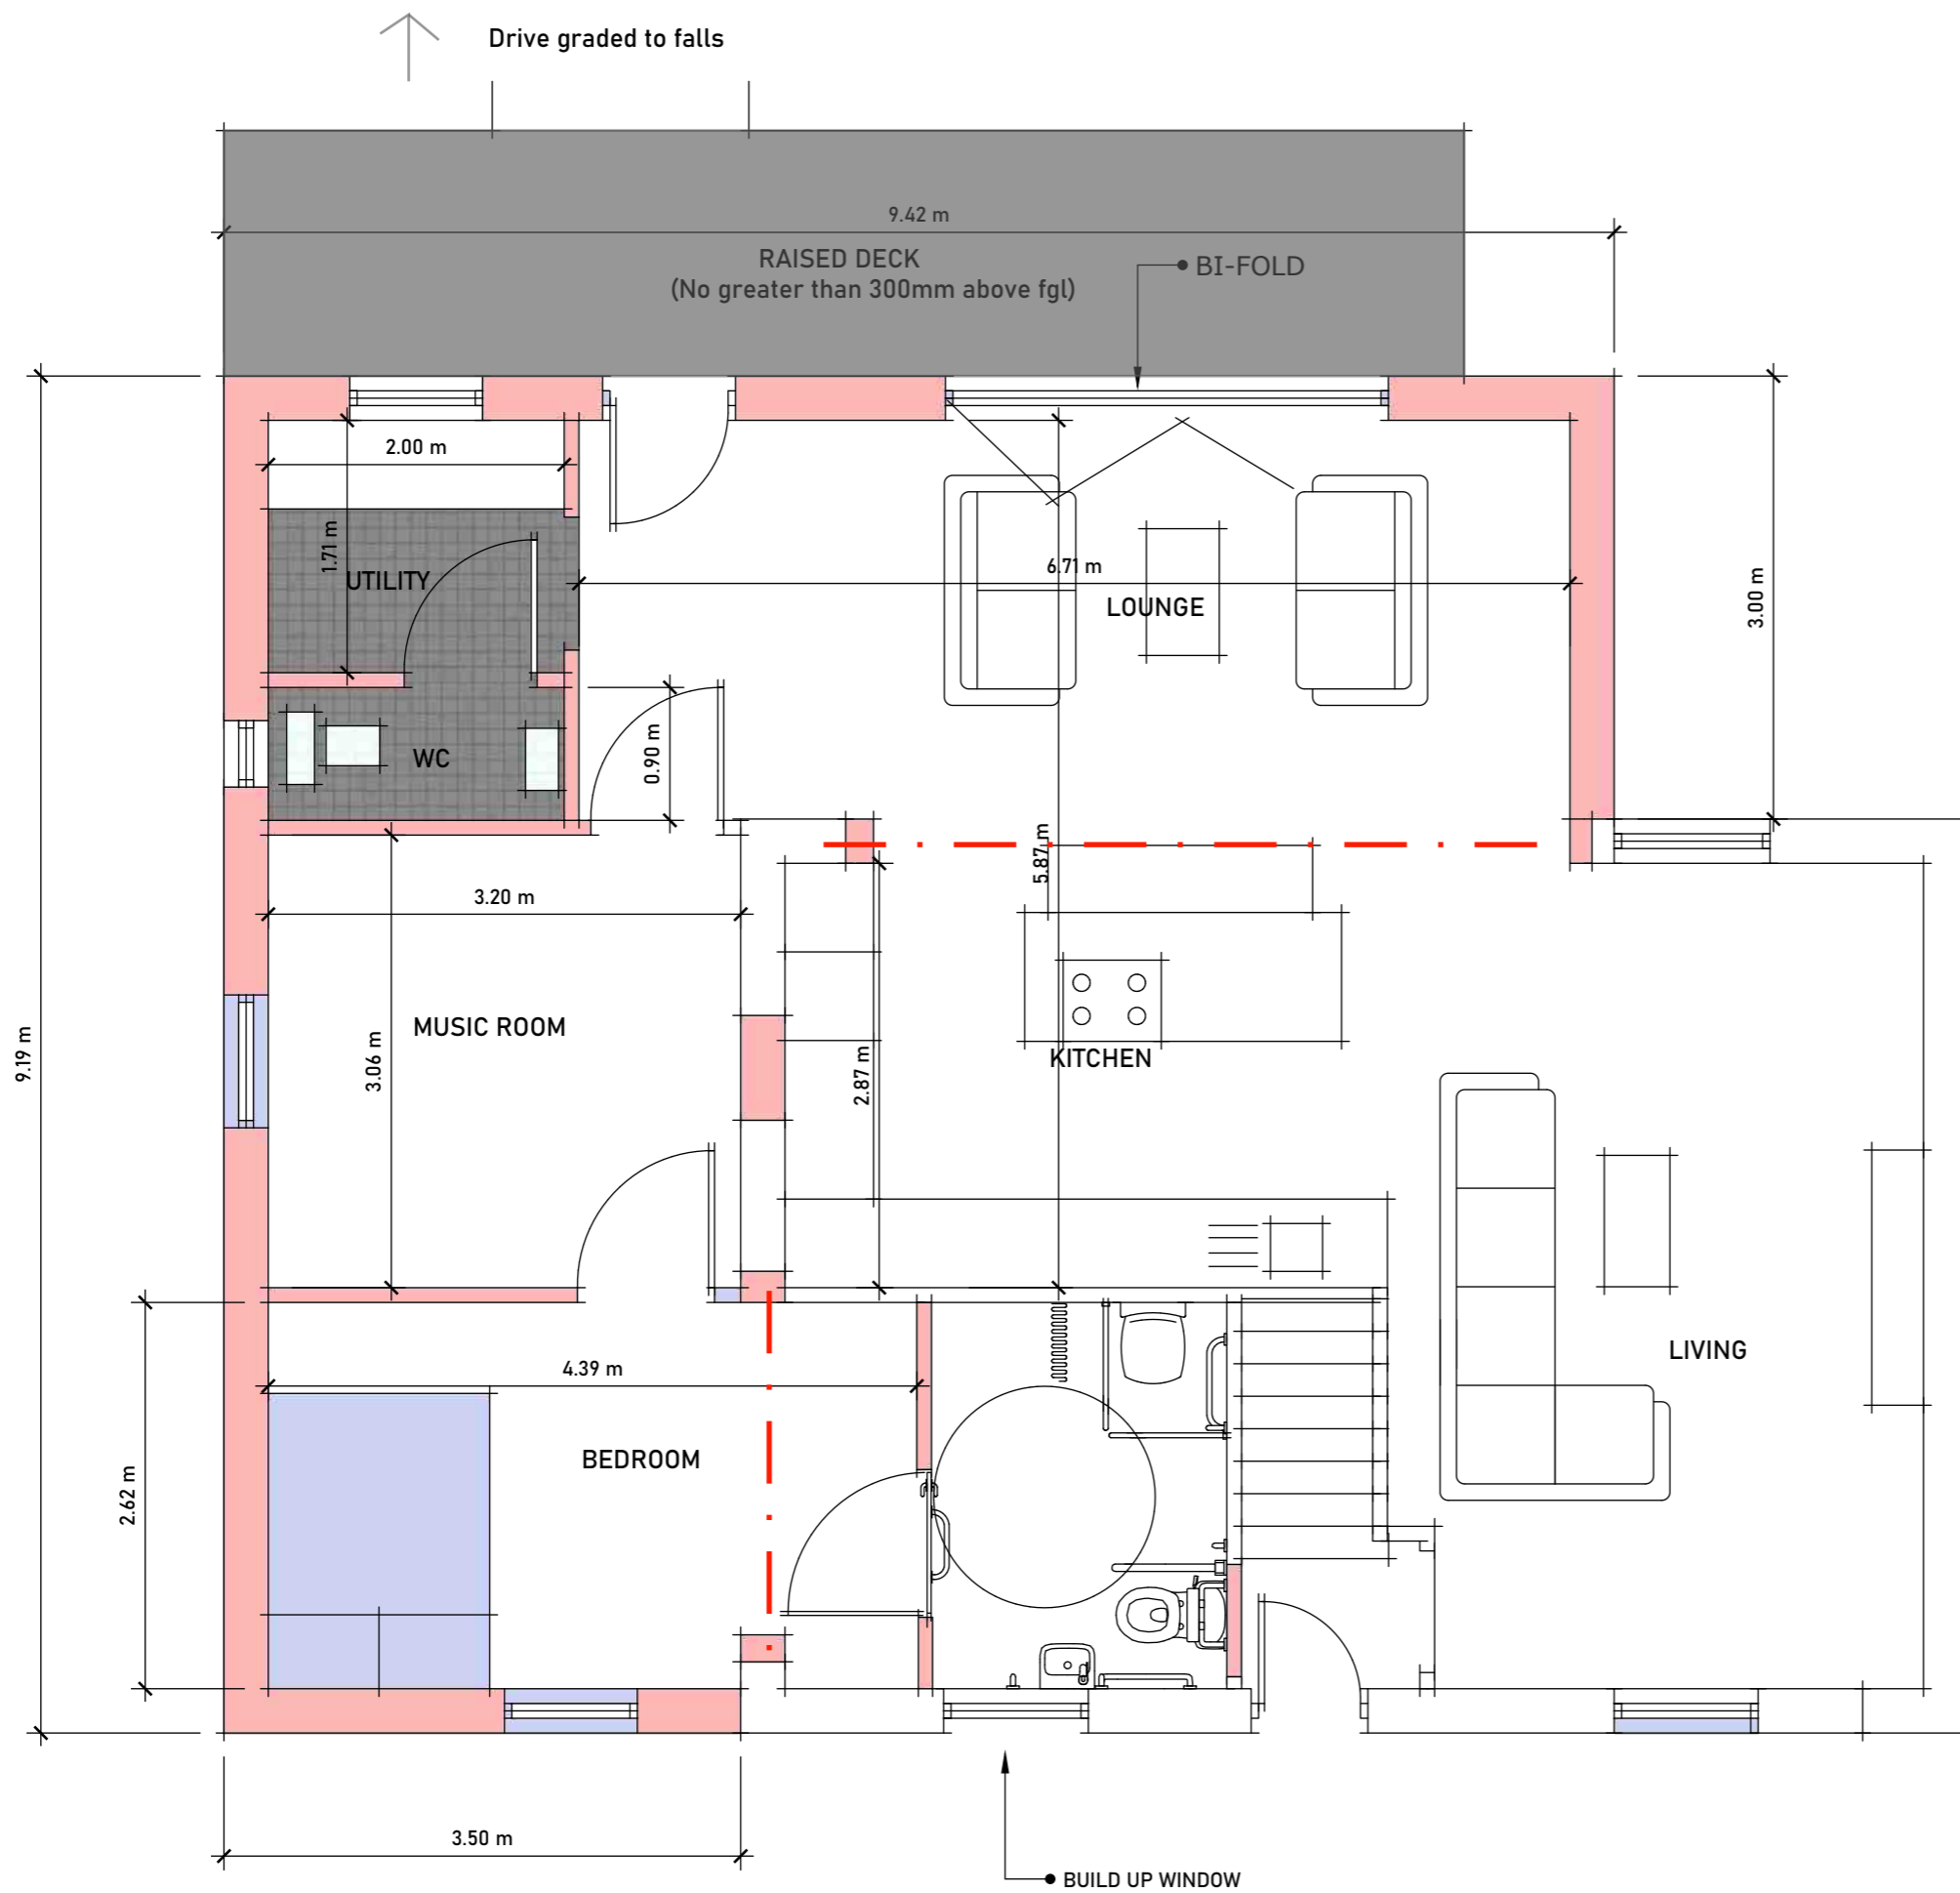 Drive graded to falls
9.42 m
RAISED DECK
BI-FOLD
(No greater than 300mm above fgl)
2.00 m
1.71 m
UTILITY
6.71 m
LOUNGE
3.00 m
WC
0.90 m
5.87 m
3.20 m
MUSIC ROOM
9.19 m
3.06 m
2.87 m
KITCHEN
LIVING
4.39 m
BEDROOM
2.62 m
3.50 m
BUILD UP WINDOW